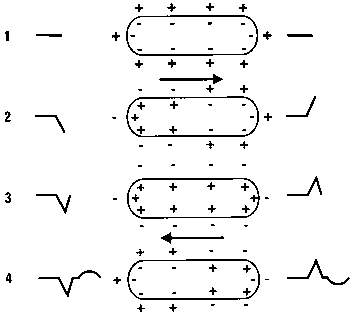 + + + +
- - - -
1 + - - +
- - - -
+ + + +
- - + +
+ + - -
2 - + - +
+ + - -
- - + +
- - - -
+ + + +
3 - + + -
+ + + +
- - - -
+ + - -
- - + +
4 + - - -
- - + +
+ + - -